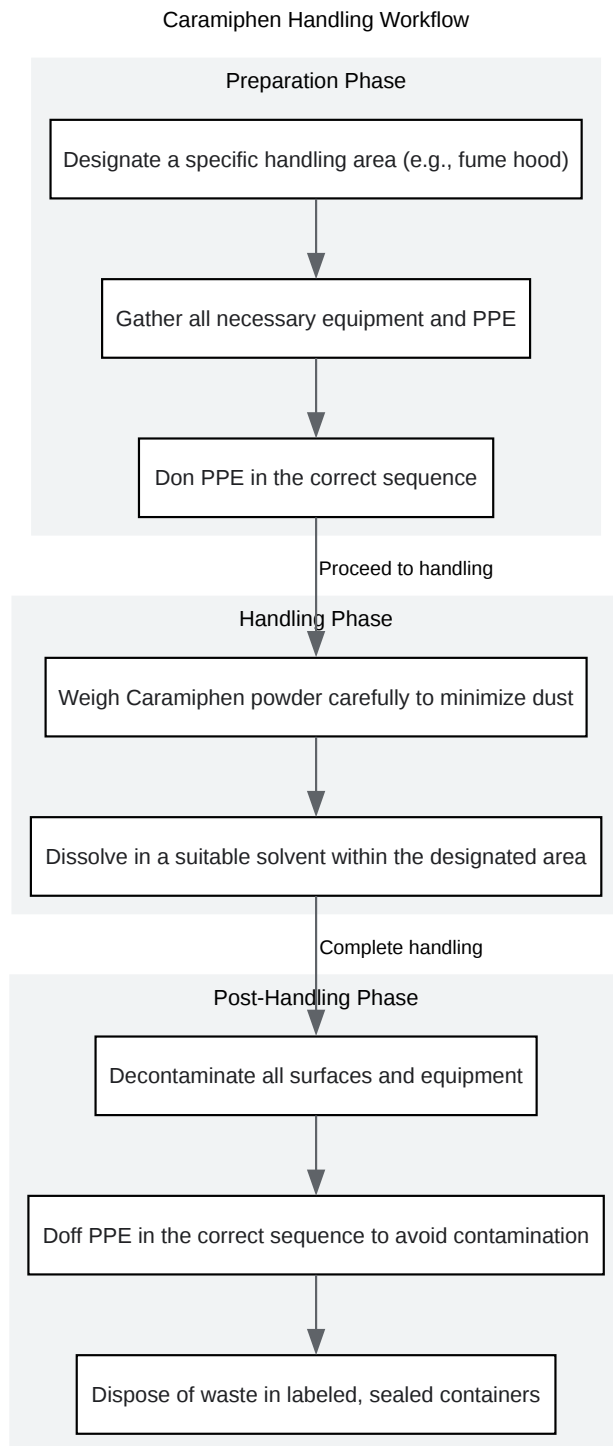 Caramiphen Handling Workflow
Preparation Phase
Designate a specific handling area (e.g., fume hood)
Gather all necessary equipment and PPE
Don PPE in the correct sequence
Proceed to handling
Handling Phase
Weigh Caramiphen powder carefully to minimize dust
Dissolve in a suitable solvent within the designated area
Complete handling
Post-Handling Phase
Decontaminate all surfaces and equipment
Doff PPE in the correct sequence to avoid contamination
Dispose of waste in labeled, sealed containers